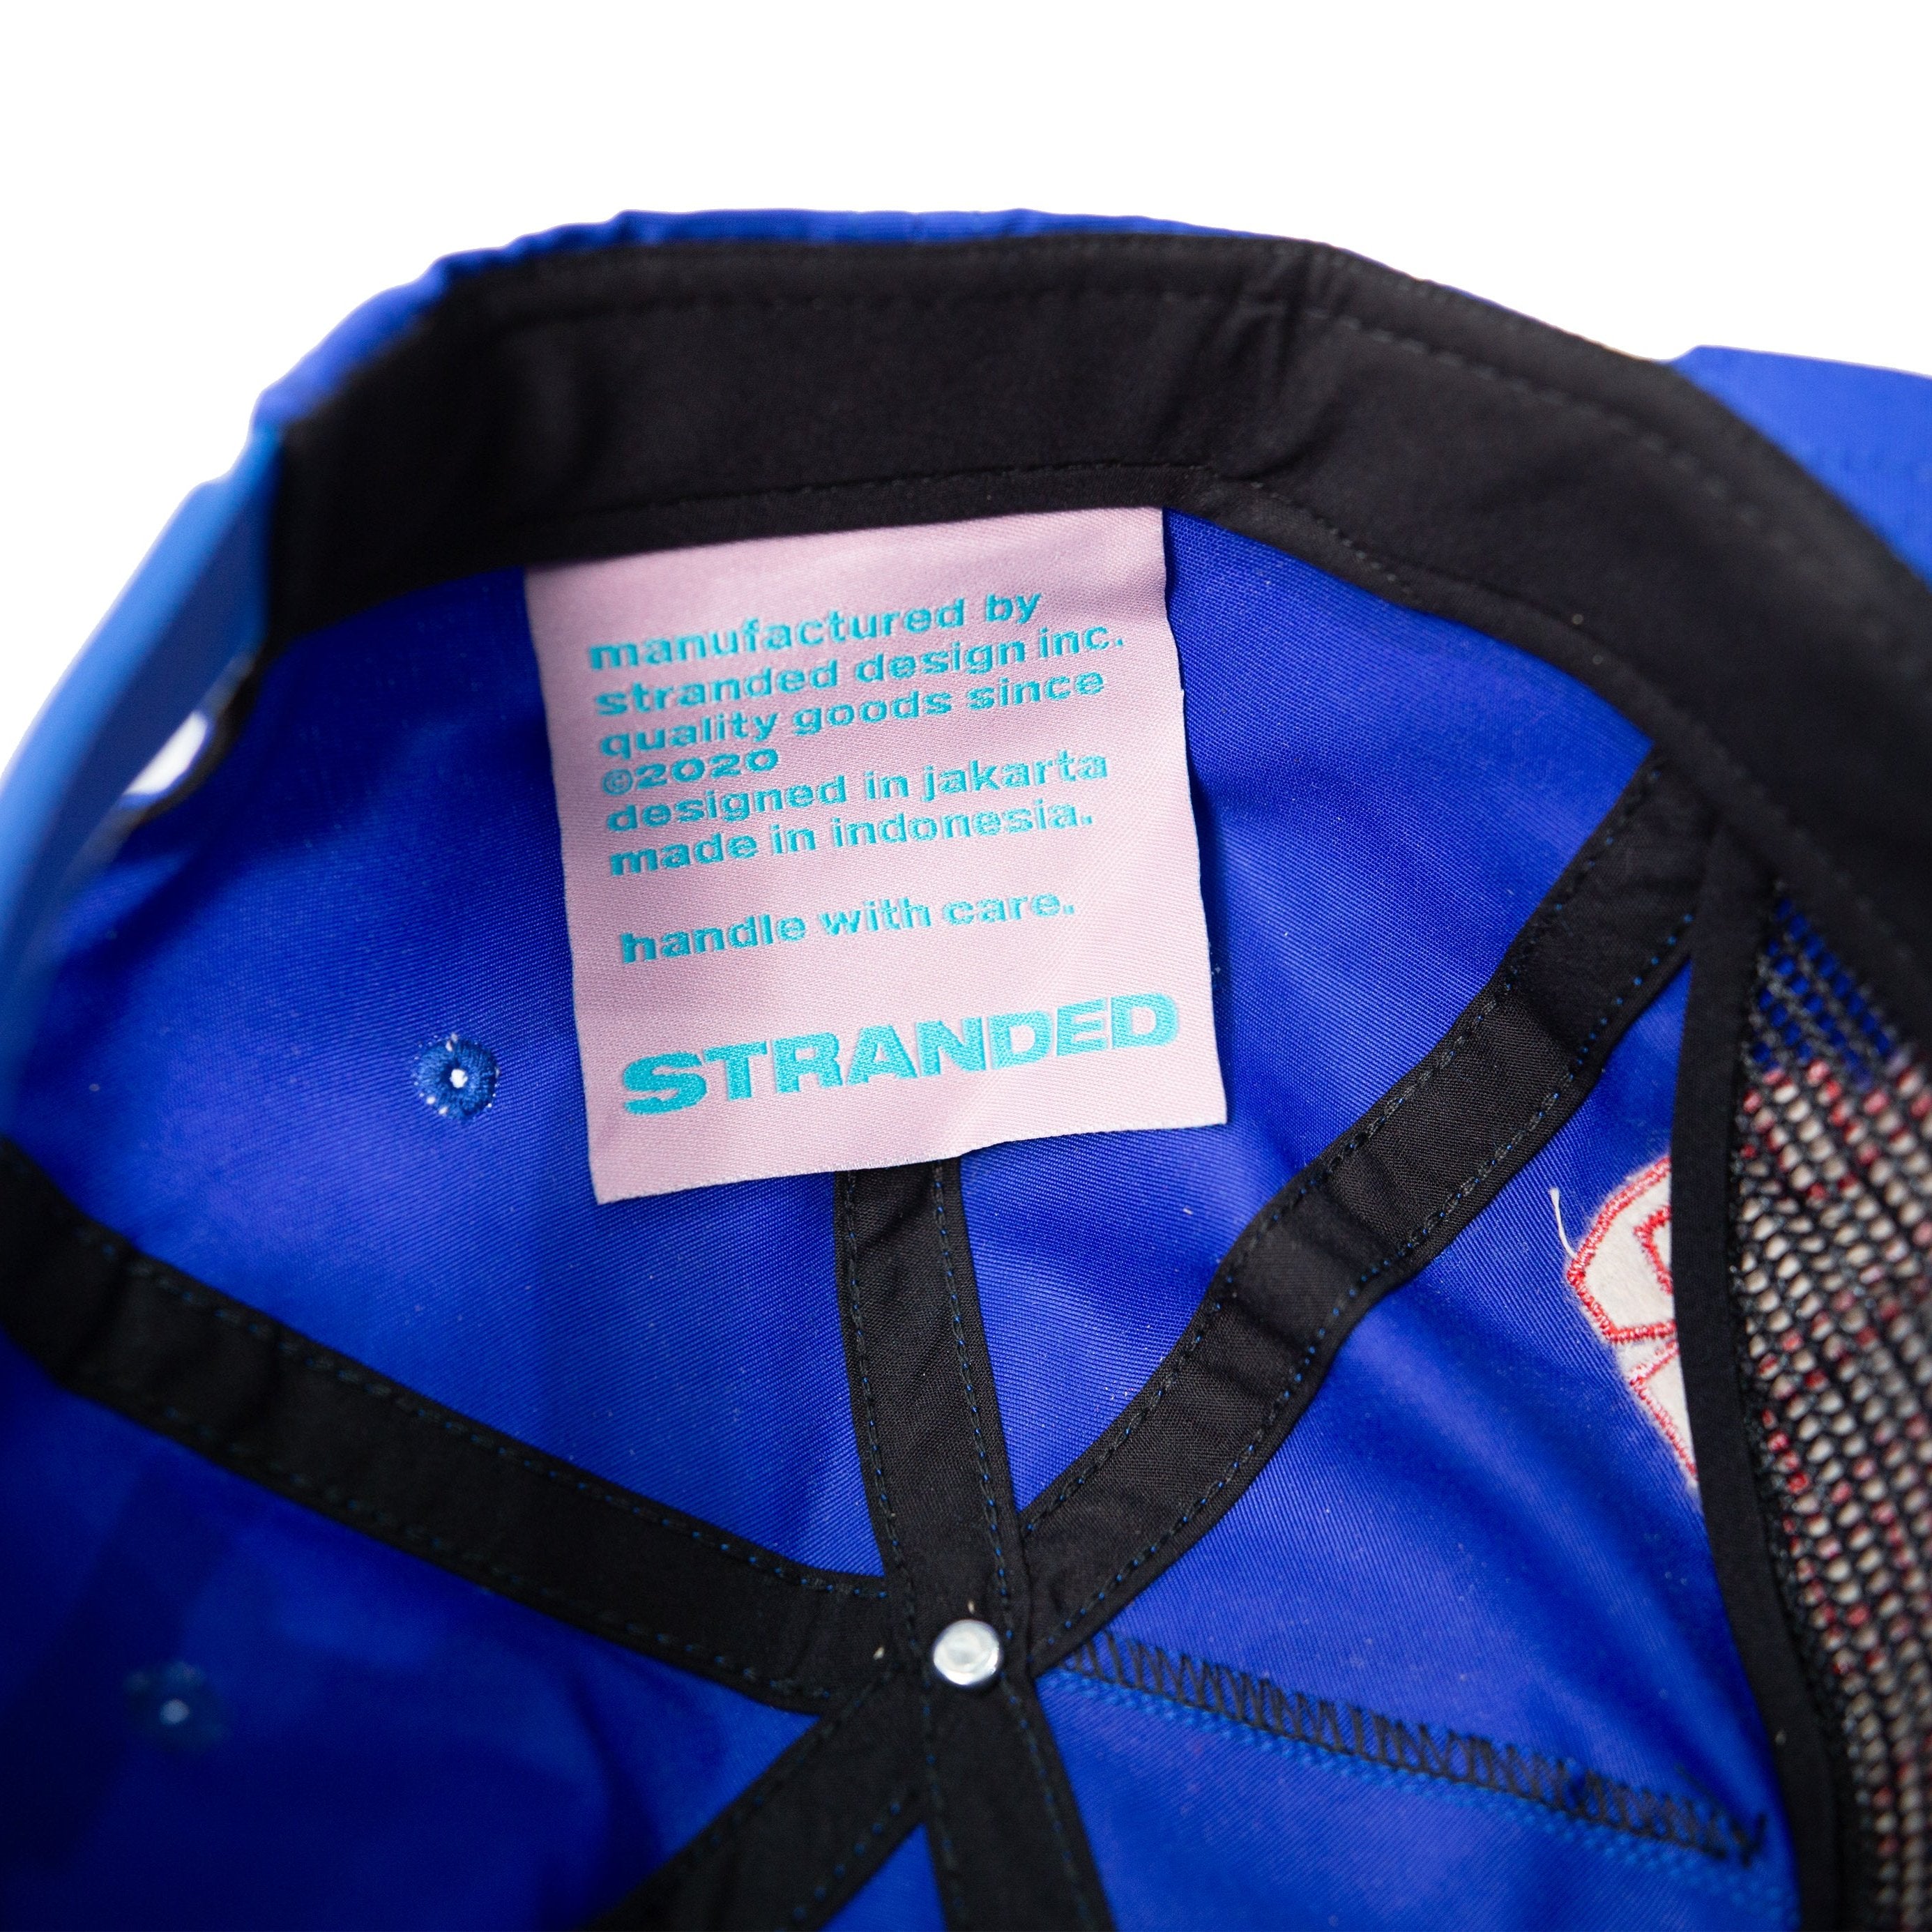 manufactured by
stranded design inc.
quality goods since
©2020
designed in jakarta
made in indonesia.
handle with care.
STRANDED